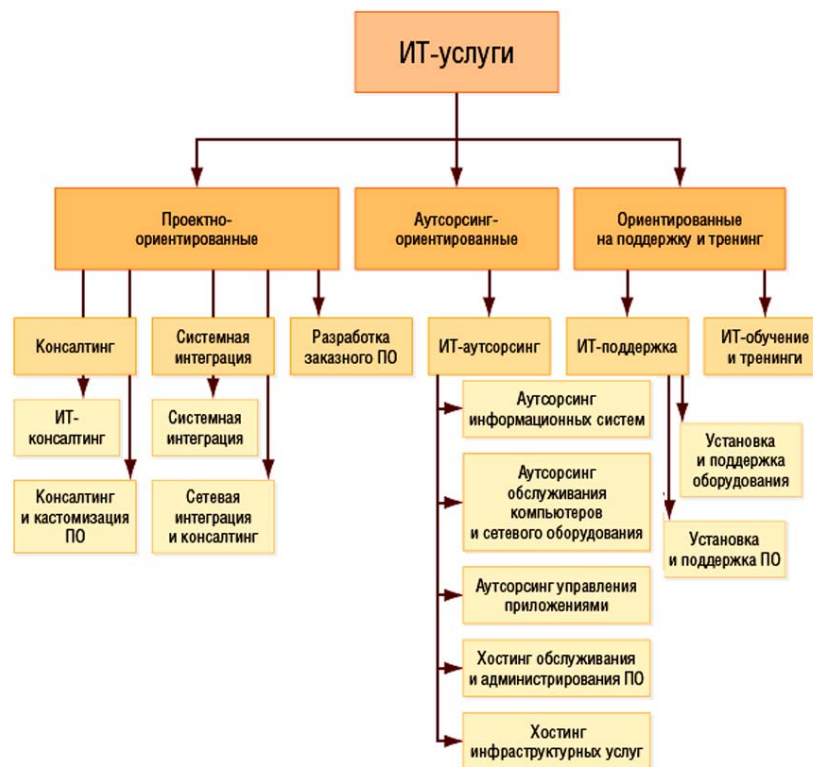 ИТ-услуги
Проектно-
ориентированные
Аутсорсинг-
ориентированные
Ориентированные
на поддержку и тренинг
Консалтинг
Системная
интеграция
Разработка
заказного ПО
ИТ-аутсорсинг
ИТ-поддержка
ИТ-обучение
и тренинги
ИТ-
консалтинг
Системная
интеграция
Консалтинг
и кастомизация
ПО
Сетевая
интеграция
и консалтинг
Аутсорсинг
информационных систем
Аутсорсинг
обслуживания
компьютеров
и сетевого оборудования
Аутсорсинг управления
приложениями
Хостинг обслуживания
и администрирования ПО
Хостинг
инфраструктурных услуг
Установка
и поддержка
оборудования
Установка
и поддержка ПО